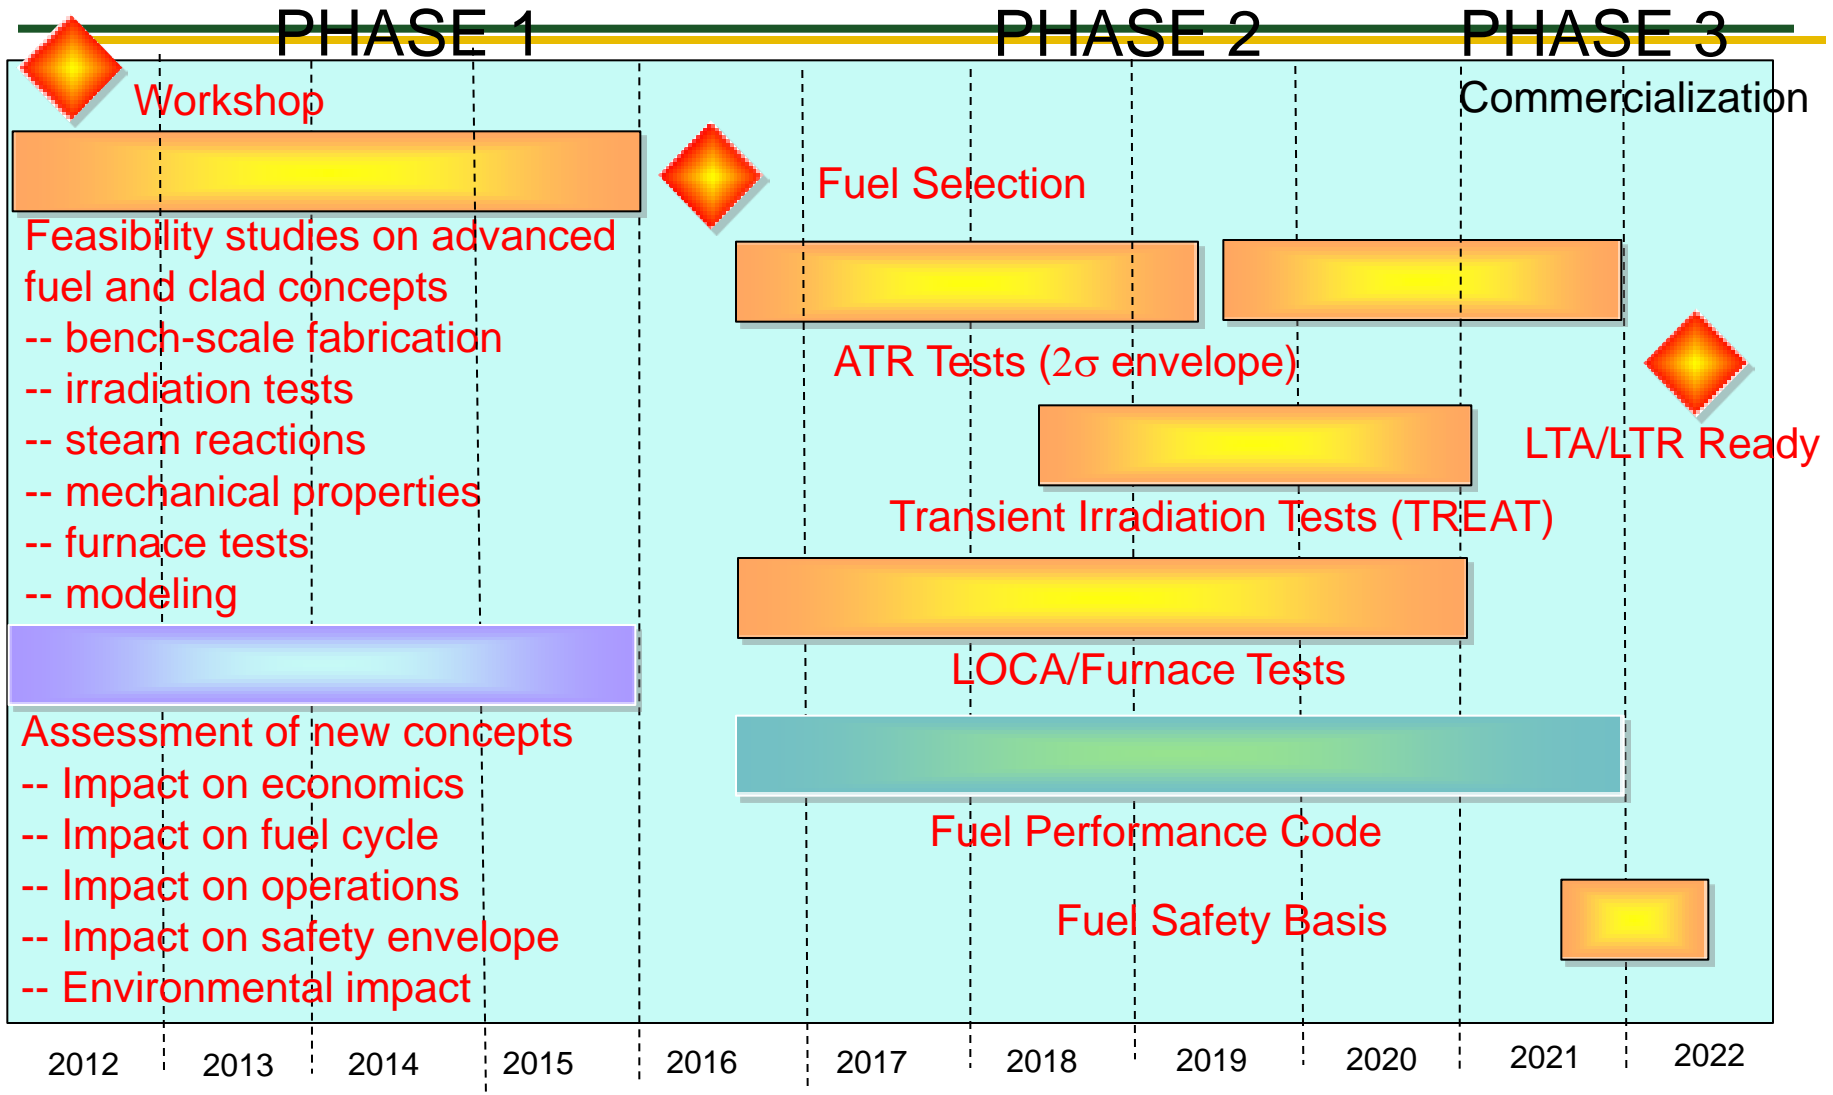 PHASE 1
PHASE 2
PHASE 3
Workshop
Commercialization
Fuel Selection
Feasibility studies on advanced
fuel and clad concepts
-- bench-scale fabrication
-- irradiation tests
-- steam reactions
-- mechanical properties
-- furnace tests
-- modeling
ATR Tests (2σ envelope)
LTA/LTR Ready
Transient Irradiation Tests (TREAT)
LOCA/Furnace Tests
Assessment of new concepts
-- Impact on economics
-- Impact on fuel cycle
-- Impact on operations
-- Impact on safety envelope
-- Environmental impact
Fuel Performance Code
Fuel Safety Basis
2012
2013
2014
2015
2016
2017
2018
2019
2020
2021
2022